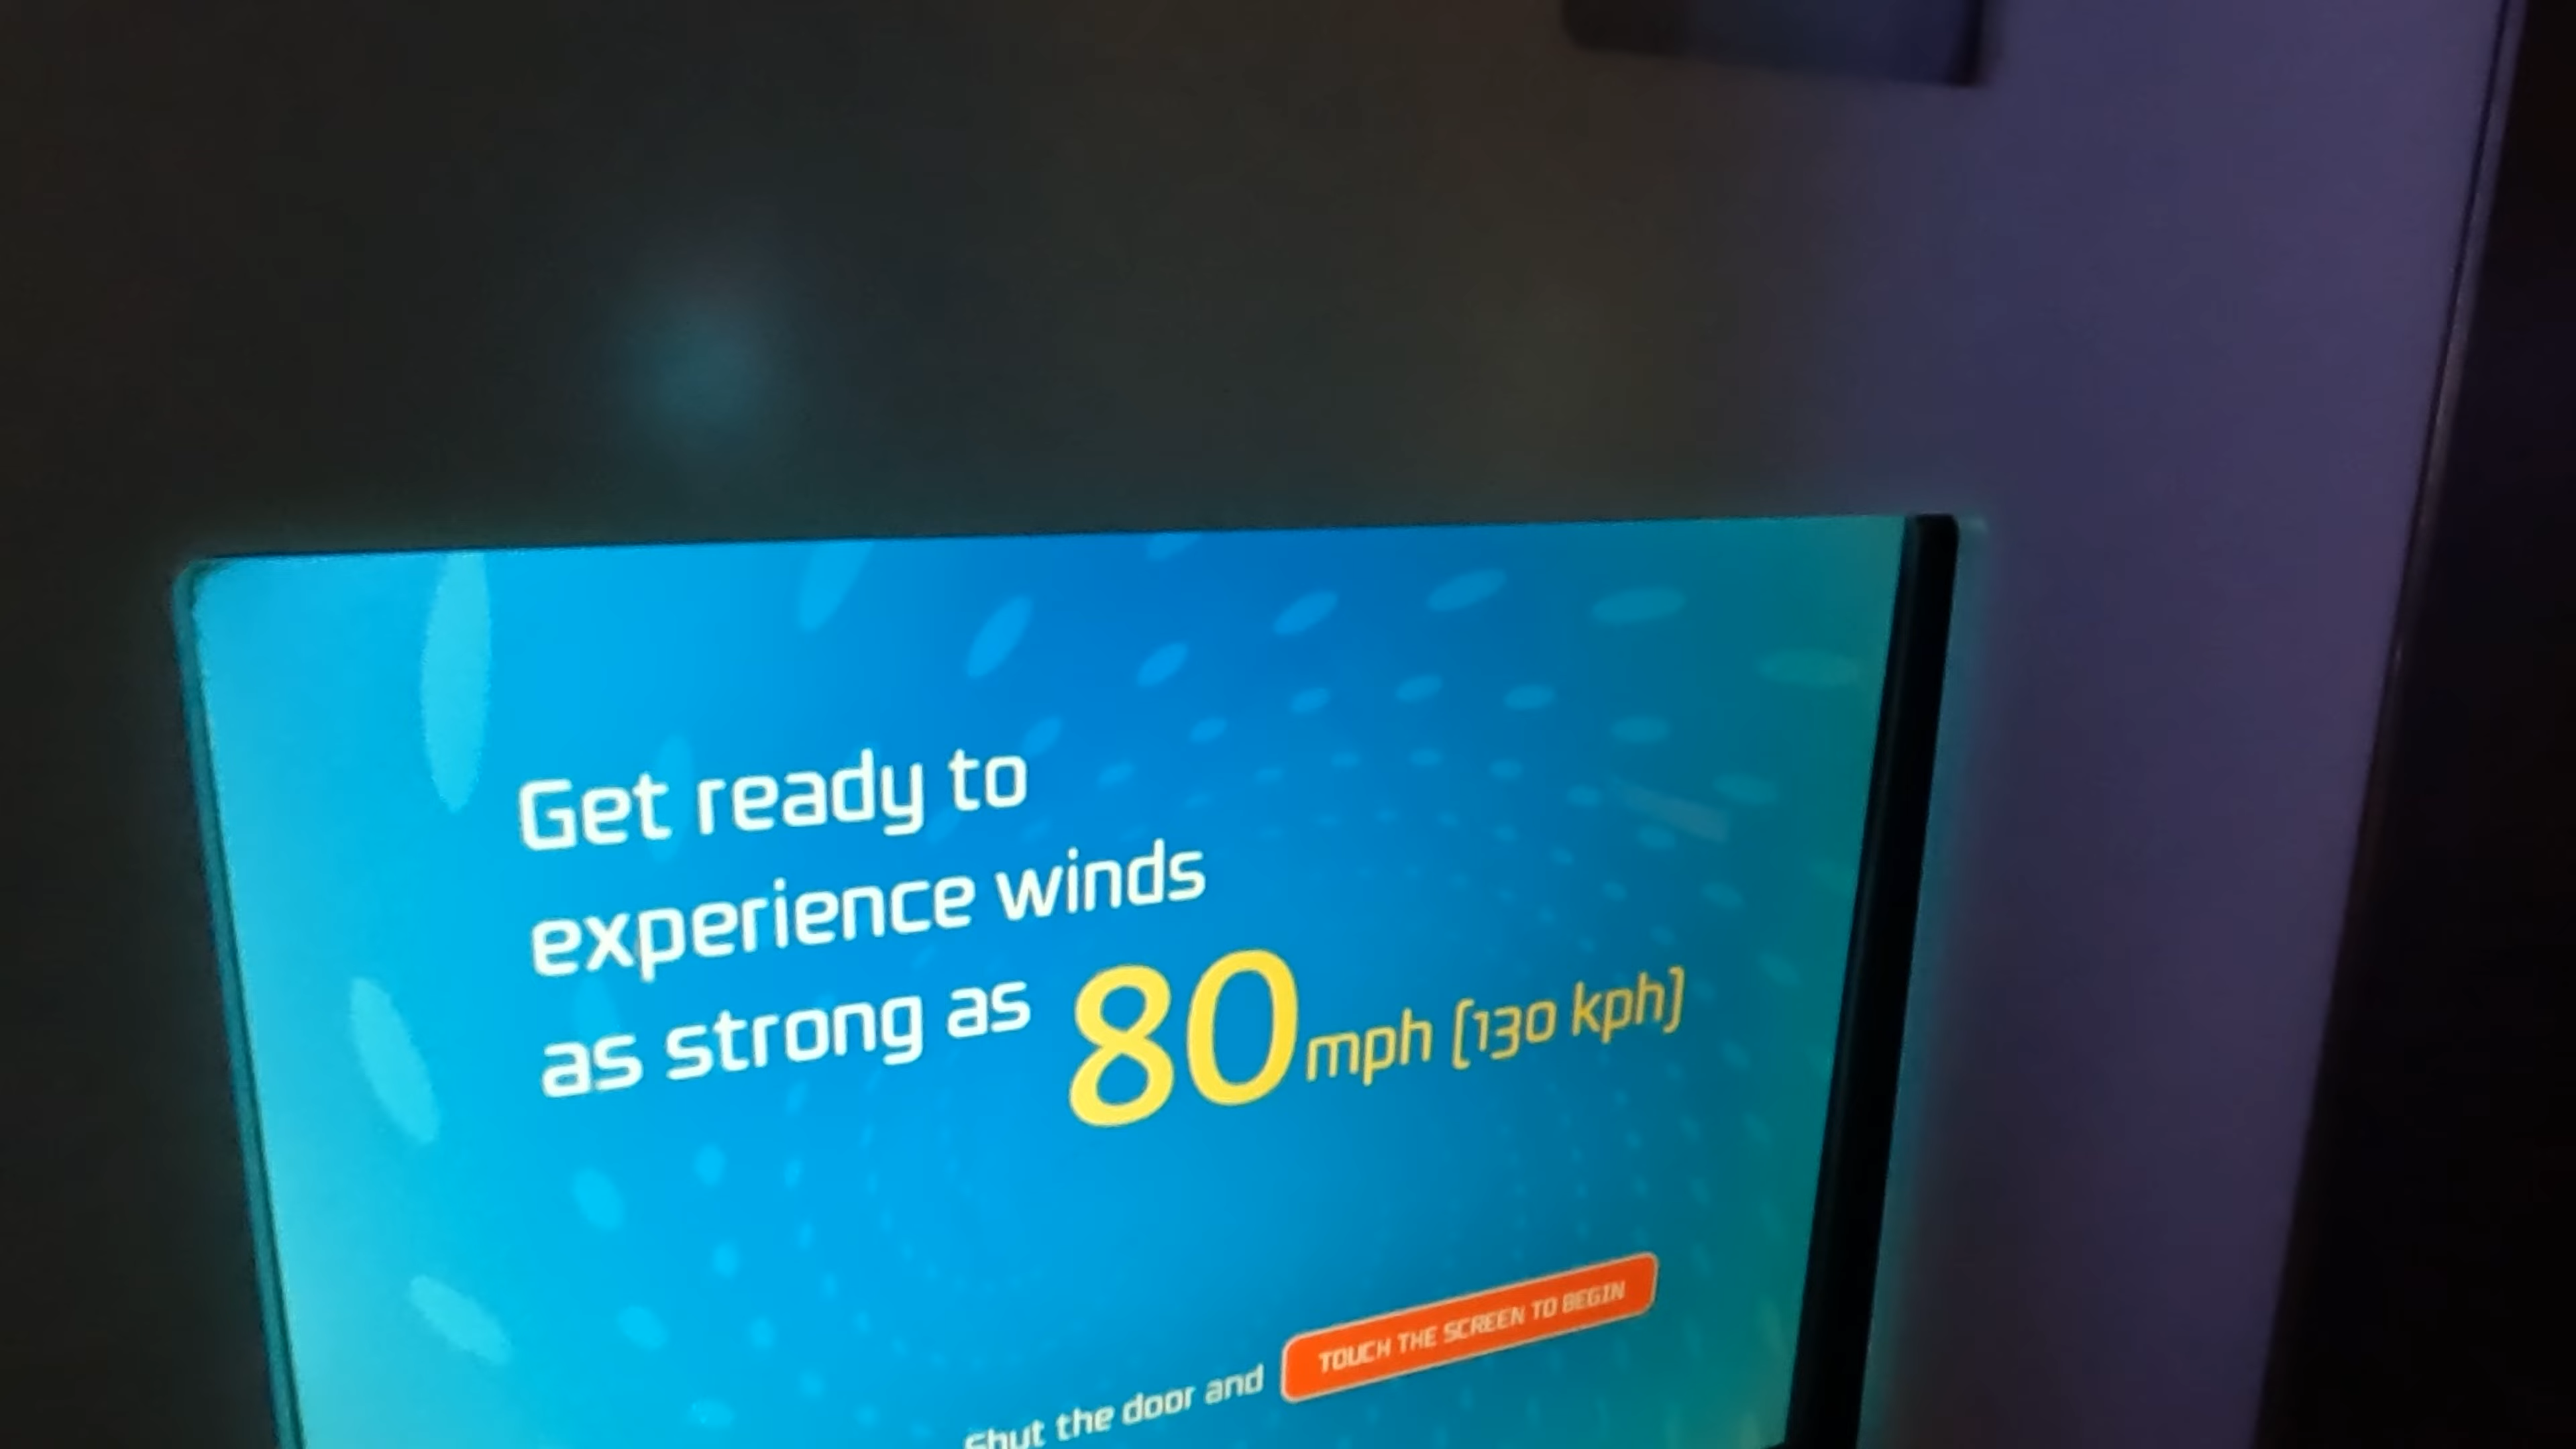 Get ready to
experience winds
as strong as 80 mph [130 kph]
Shut the door and TOUCH THE SCREEN TO BEGIN